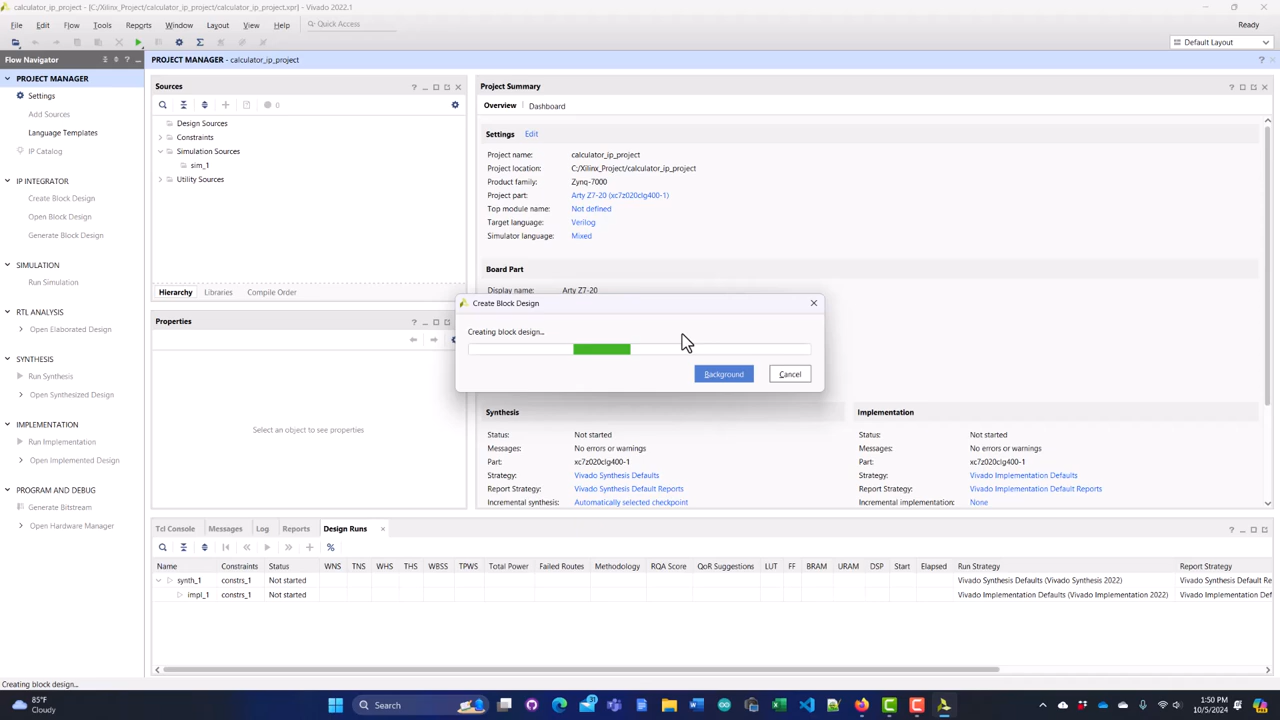 calculator_ip_project - [C:/Xilinx_Project/calculator_ip_project/calculator_ip_project.xpr] - Vivado 2022.1
File Edit Flow Tools Reports Window Layout View Help Quick Access
Ready
Default Layout
Flow Navigator
PROJECT MANAGER - calculator_ip_project
PROJECT MANAGER
Settings
Add Sources
Language Templates
IP Catalog
IP INTEGRATOR
Create Block Design
Open Block Design
Generate Block Design
SIMULATION
Run Simulation
RTL ANALYSIS
Open Elaborated Design
SYNTHESIS
Run Synthesis
Open Synthesized Design
IMPLEMENTATION
Run Implementation
Open Implemented Design
PROGRAM AND DEBUG
Generate Bitstream
Open Hardware Manager
Sources
0
Design Sources
Constraints
Simulation Sources
sim_1
Utility Sources
Hierarchy Libraries Compile Order
Properties
Select an object to see properties
Project Summary
Overview Dashboard
Settings Edit
Project name: calculator_ip_project
Project location: C:/Xilinx_Project/calculator_ip_project
Product family: Zynq-7000
Project part: Arty Z7-20 (xc7z020clg400-1)
Top module name: Not defined
Target language: Verilog
Simulator language: Mixed
Board Part
Display name: Arty Z7-20
Create Block Design
Creating block design...
Background Cancel
Synthesis Implementation
Status: Not started Status: Not started
Messages: No errors or warnings Messages: No errors or warnings
Part: xc7z020clg400-1 Part: xc7z020clg400-1
Strategy: Vivado Synthesis Defaults Strategy: Vivado Implementation Defaults
Report Strategy: Vivado Synthesis Default Reports Report Strategy: Vivado Implementation Default Reports
Incremental synthesis: Automatically selected checkpoint Incremental implementation: None
Tcl Console Messages Log Reports Design Runs
Name Constraints Status WNS TNS WHS THS WBSS TPWS Total Power Failed Routes Methodology RQA Score QoR Suggestions LUT FF BRAM URAM DSP Start Elapsed Run Strategy Report Strategy
synth_1 constrs_1 Not started Vivado Synthesis Defaults (Vivado Synthesis 2022) Vivado Synthesis Default Re
impl_1 constrs_1 Not started Vivado Implementation Defaults (Vivado Implementation 2022) Vivado Implementation Def
Creating block design...
85°F
Cloudy
Search
31
1:50 PM
10/5/2024